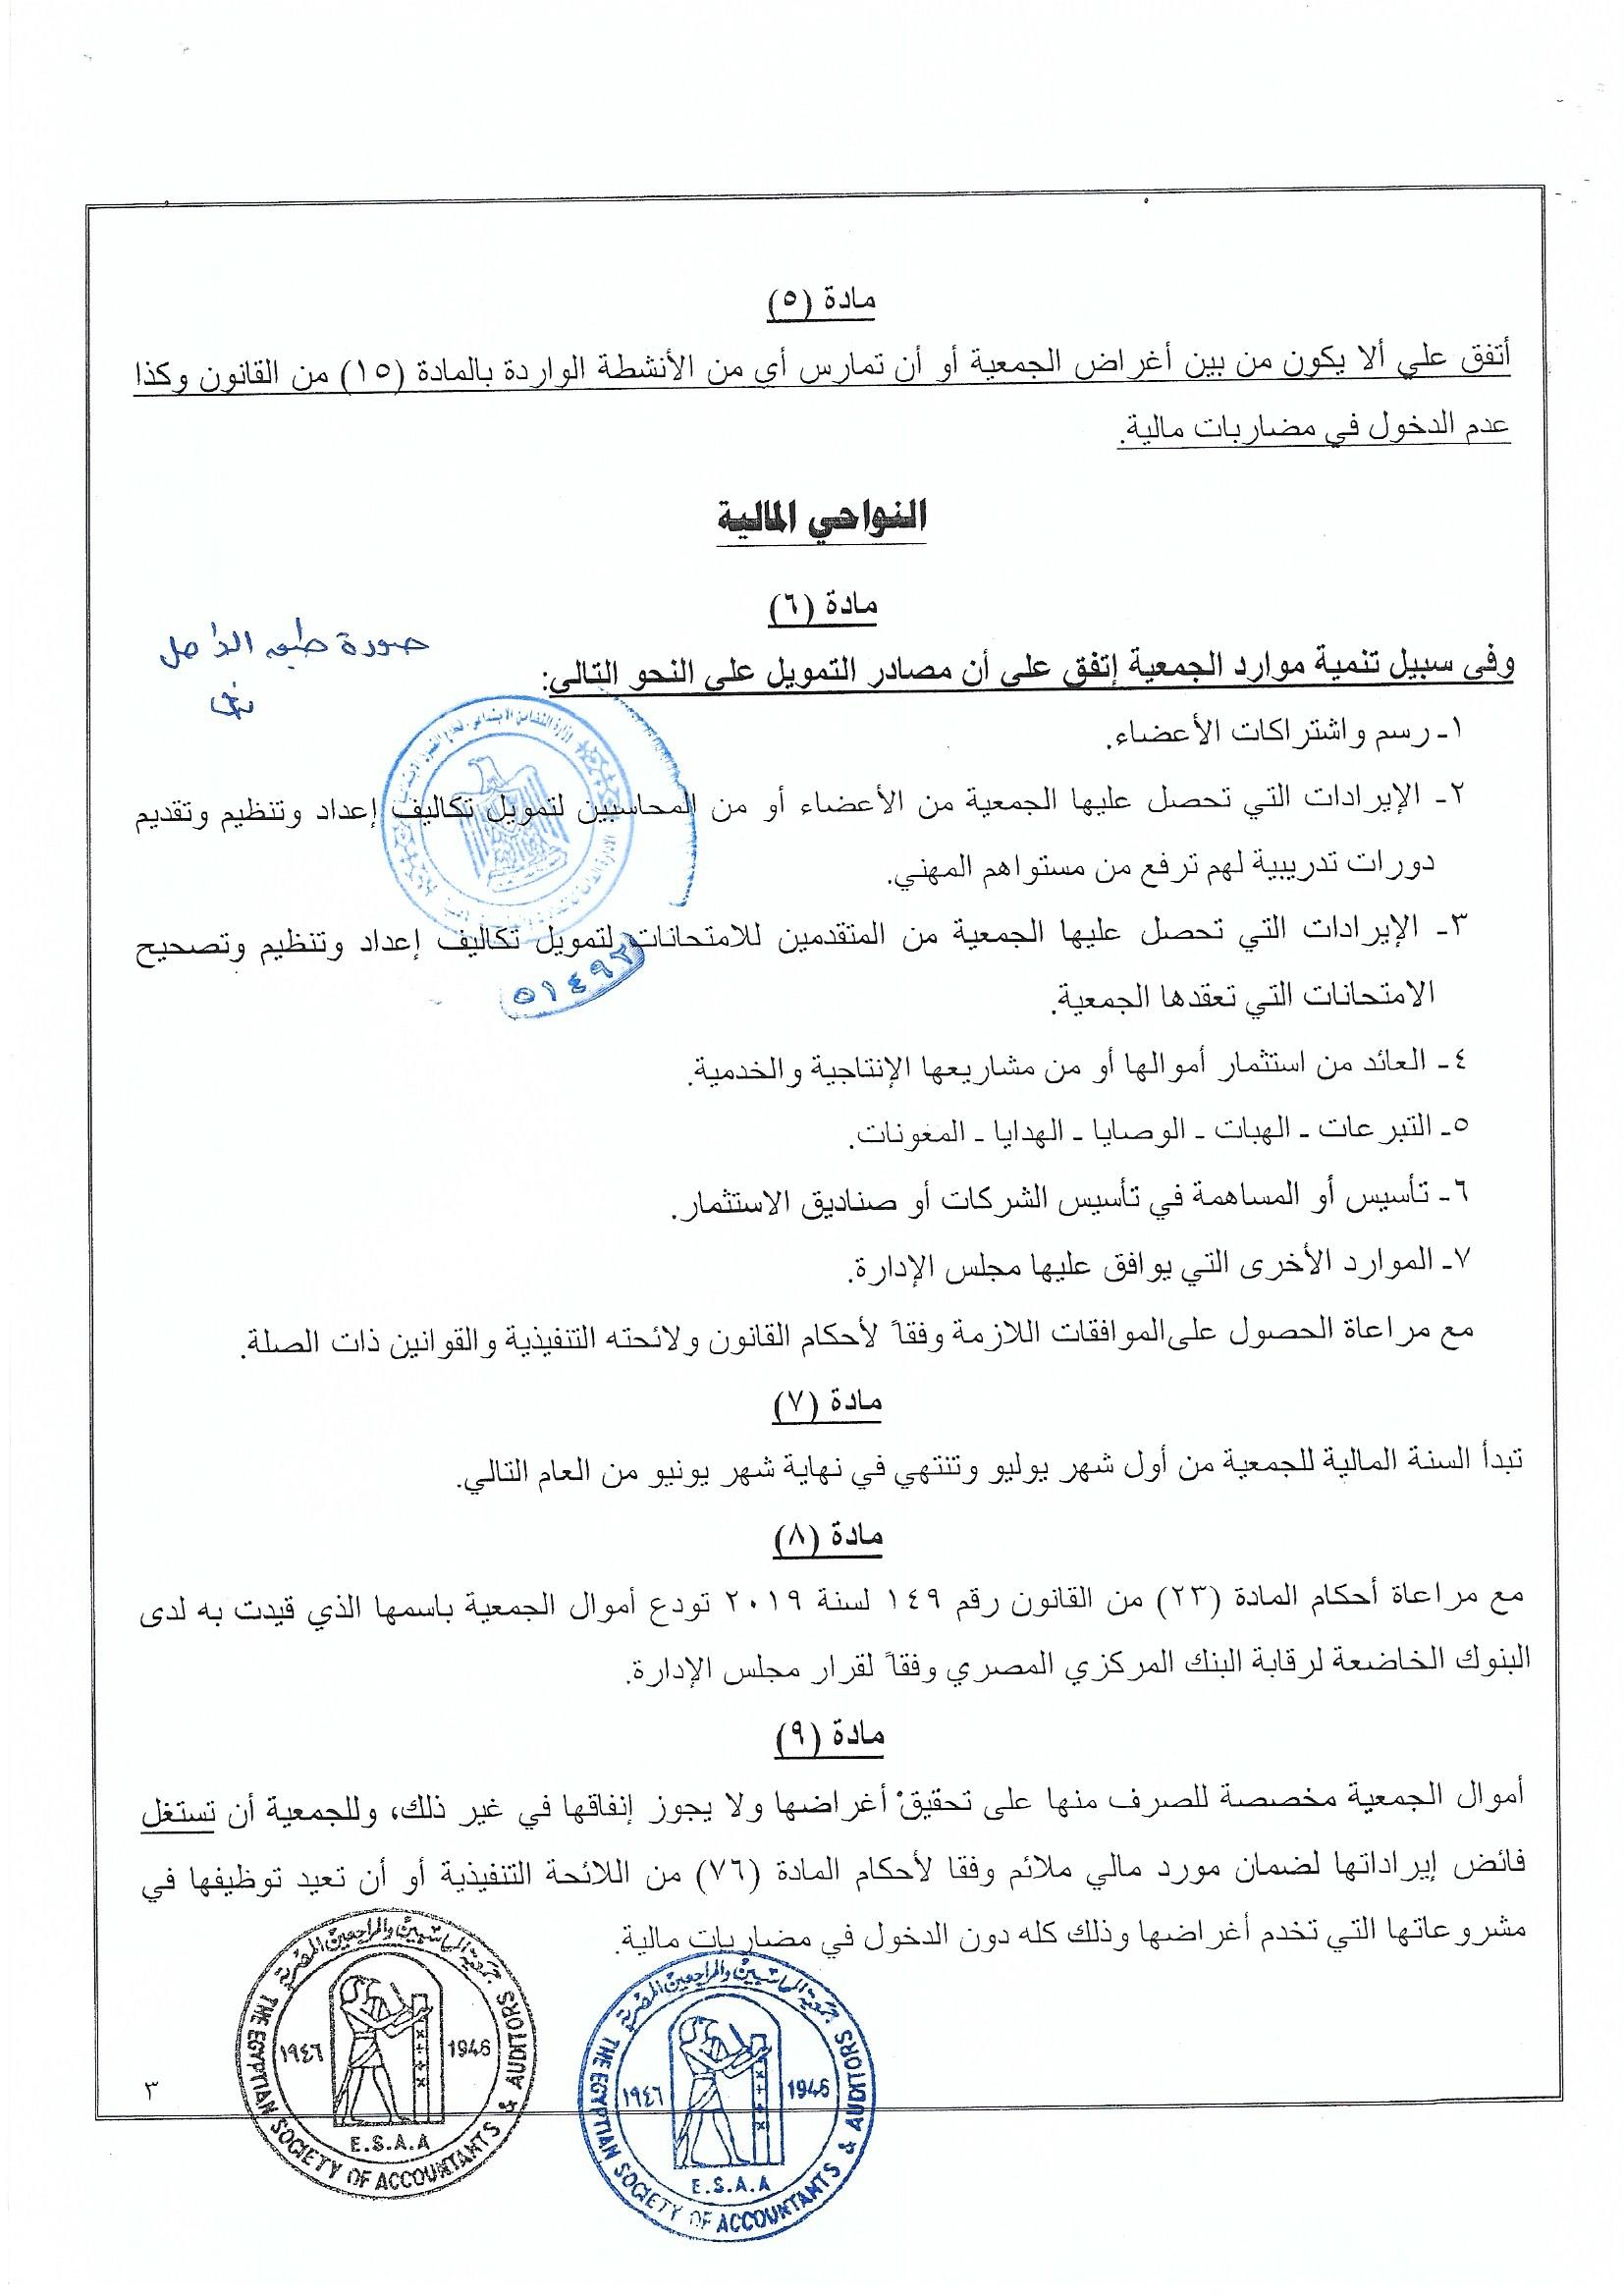 مادة (٥)
أتفق علي ألا يكون من بين أغراض الجمعية أو أن تمارس أي من الأنشطة الواردة بالمادة (١٥) من القانون وكذا
عدم الدخول في مضاربات مالية.
النواحي المالية
مادة (٦)
صورة طبق الأصل
وفى سبيل تنمية موارد الجمعية إتفق على أن مصادر التمويل على النحو التالي:
١- رسم واشتراكات الأعضاء.
٢- الإيرادات التي تحصل عليها الجمعية من الأعضاء أو من المحاسبين لتمويل تكاليف إعداد وتنظيم وتقديم
دورات تدريبية لهم ترفع من مستواهم المهني.
٣- الإيرادات التي تحصل عليها الجمعية من المتقدمين للامتحانات لتمويل تكاليف إعداد وتنظيم وتصحيح
٥١٤٩٢
الامتحانات التي تعقدها الجمعية.
٤- العائد من استثمار أموالها أو من مشاريعها الإنتاجية والخدمية.
٥- التبرعات - الهبات - الوصايا - الهدايا - المعونات.
٦- تأسيس أو المساهمة في تأسيس الشركات أو صناديق الاستثمار.
٧- الموارد الأخرى التي يوافق عليها مجلس الإدارة.
مع مراعاة الحصول على الموافقات اللازمة وفقاً لأحكام القانون ولائحته التنفيذية والقوانين ذات الصلة.
مادة (٧)
تبدأ السنة المالية للجمعية من أول شهر يوليو وتنتهي في نهاية شهر يونيو من العام التالي.
مادة (٨)
مع مراعاة أحكام المادة (٢٣) من القانون رقم ١٤٩ لسنة ٢٠١٩ تودع أموال الجمعية باسمها الذي قيدت به لدى
البنوك الخاضعة لرقابة البنك المركزي المصري وفقاً لقرار مجلس الإدارة.
مادة (٩)
أموال الجمعية مخصصة للصرف منها على تحقيق أغراضها ولا يجوز إنفاقها في غير ذلك، وللجمعية أن تستغل
فائض إيراداتها لضمان مورد مالي ملائم وفقا لأحكام المادة (٧٦) من اللائحة التنفيذية أو أن تعيد توظيفها في
مشروعاتها التي تخدم أغراضها وذلك كله دون الدخول في مضاربات مالية.
جمعية المحاسبين والمراجعين المصرية
١٩٤٦ 1946
E.S.A.A
THE EGYPTIAN SOCIETY OF ACCOUNTANTS & AUDITORS
جمعية المحاسبين والمراجعين المصرية
١٩٤٦ 1946
E.S.A.A
THE EGYPTIAN SOCIETY OF ACCOUNTANTS & AUDITORS
٣